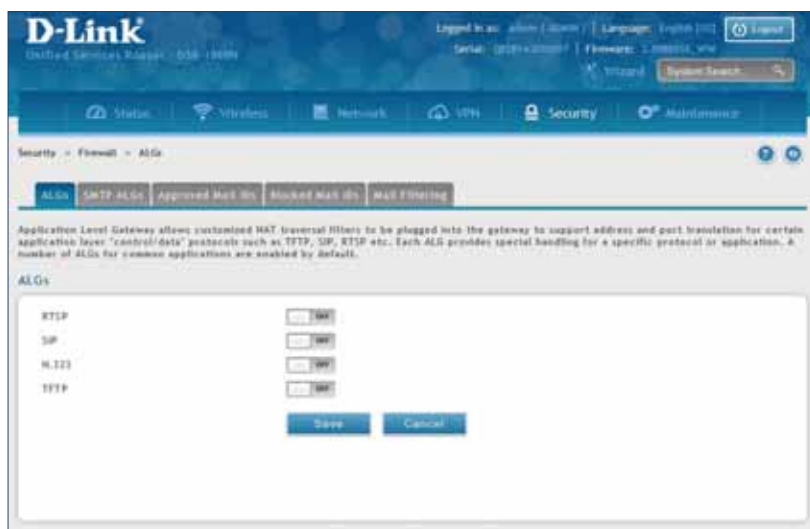 D-Link
Logged in as: admin ( ADMIN ) | Language: English [US]
Logout
Unified Services Router - DSR-1000N
Serial: | Firmware:
Wizard
System Search...
Status
Wireless
Network
VPN
Security
Maintenance
Security » Firewall » ALGs
ALGs
SMTP ALGs
Approved Mail IDs
Blocked Mail IDs
Mail Filtering
Application Level Gateway allows customized NAT traversal filters to be plugged into the gateway to support address and port translation for certain
application layer "control/data" protocols such as TFTP, SIP, RTSP etc. Each ALG provides special handling for a specific protocol or application. A
number of ALGs for common applications are enabled by default.
ALGs
RTSP
OFF
SIP
OFF
H.323
OFF
TFTP
OFF
Save
Cancel